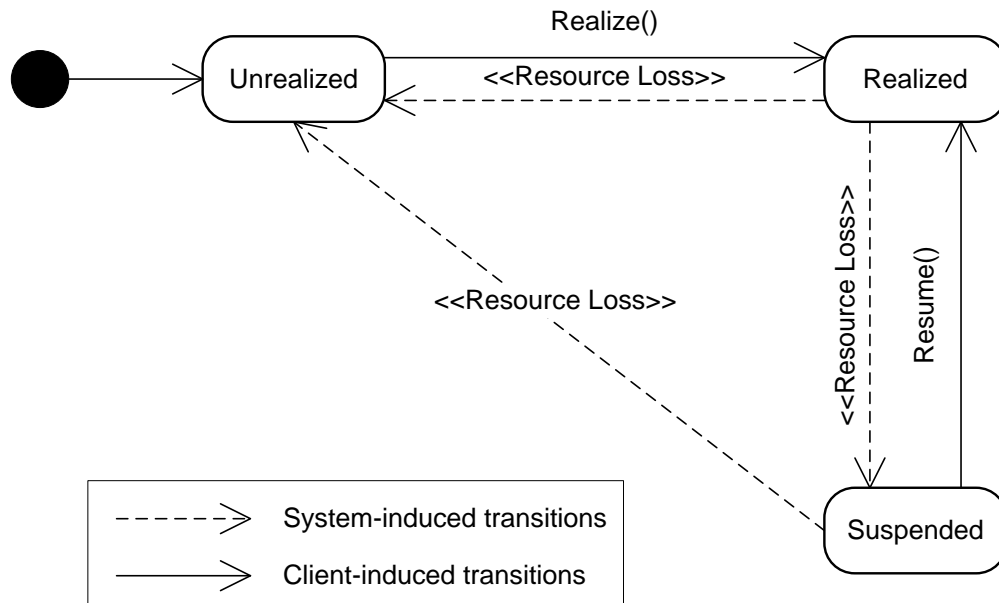 Realize()
Unrealized
<<Resource Loss>>
Realized
<<Resource Loss>>
<<Resource Loss>>
Resume()
Suspended
System-induced transitions
Client-induced transitions